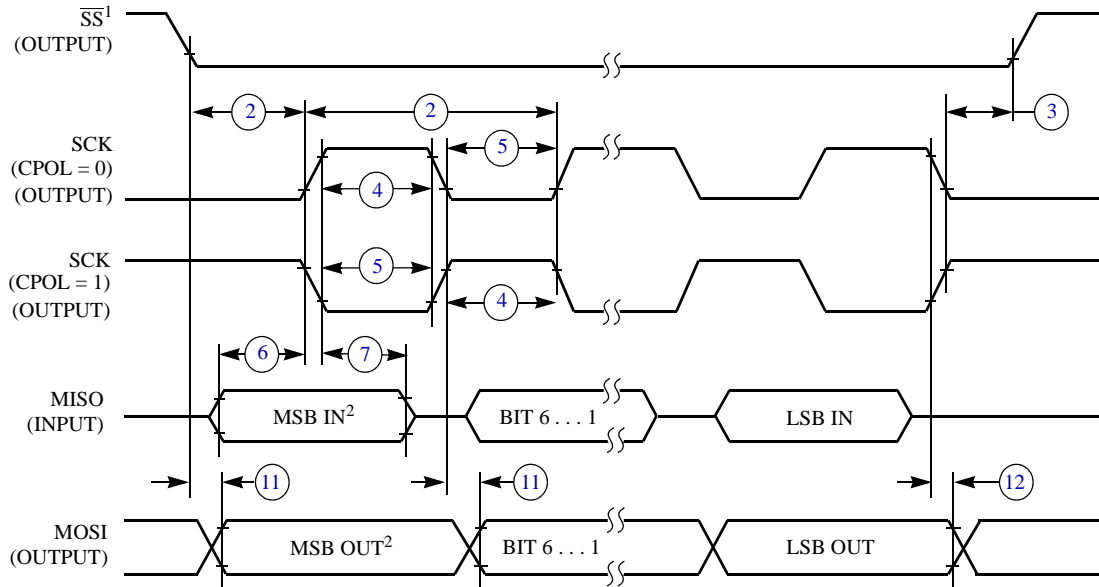 SS¹
(OUTPUT)
2 2 3
SCK
(CPOL = 0)
(OUTPUT)
5
4
SCK
(CPOL = 1)
(OUTPUT)
5
4
6 7
MISO
(INPUT)
MSB IN² BIT 6 . . . 1 LSB IN
11 11 12
MOSI
(OUTPUT)
MSB OUT² BIT 6 . . . 1 LSB OUT